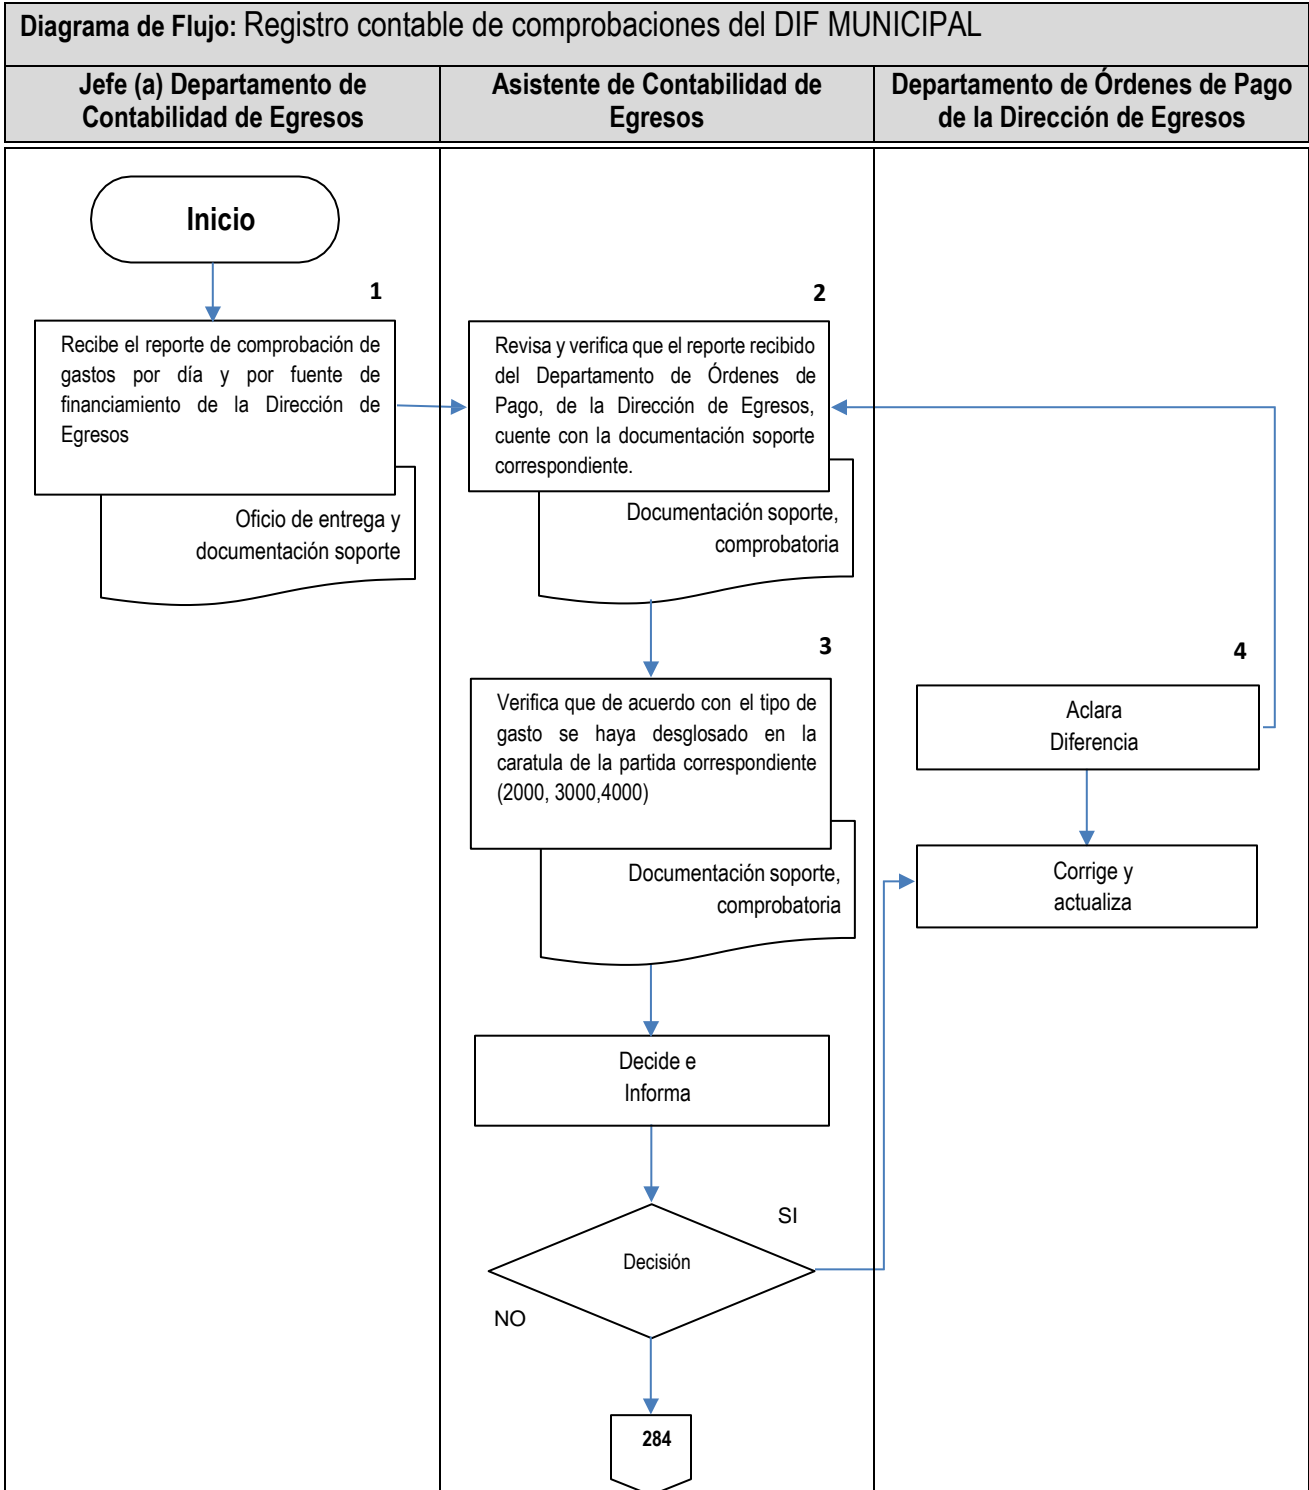 Diagrama de Flujo: Registro contable de comprobaciones del DIF MUNICIPAL
Jefe (a) Departamento de
Contabilidad de Egresos
Asistente de Contabilidad de
Egresos
Departamento de Órdenes de Pago
de la Dirección de Egresos
Inicio
1
Recibe el reporte de comprobación de
gastos por día y por fuente de
financiamiento de la Dirección de
Egresos
Oficio de entrega y
documentación soporte
2
Revisa y verifica que el reporte recibido
del Departamento de Órdenes de
Pago, de la Dirección de Egresos,
cuente con la documentación soporte
correspondiente.
Documentación soporte,
comprobatoria
3
Verifica que de acuerdo con el tipo de
gasto se haya desglosado en la
caratula de la partida correspondiente
(2000, 3000,4000)
Documentación soporte,
comprobatoria
4
Aclara
Diferencia
Corrige y
actualiza
Decide e
Informa
SI
Decisión
NO
284